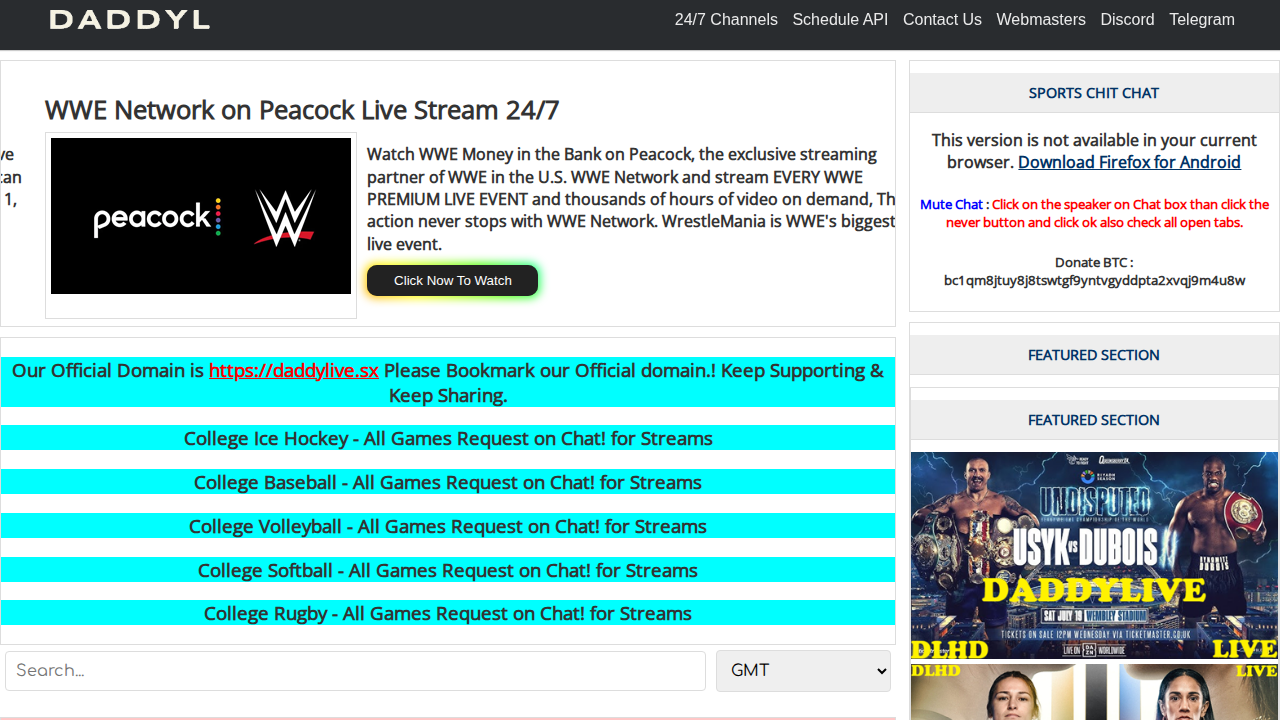 DADDYL
24/7 Channels Schedule API Contact Us Webmasters Discord Telegram
WWE Network on Peacock Live Stream 24/7
peacock W
Watch WWE Money in the Bank on Peacock, the exclusive streaming
partner of WWE in the U.S. WWE Network and stream EVERY WWE
PREMIUM LIVE EVENT and thousands of hours of video on demand, Th
action never stops with WWE Network. WrestleMania is WWE's biggest
live event.
Click Now To Watch
Our Official Domain is https://daddylive.sx Please Bookmark our Official domain.! Keep Supporting &
Keep Sharing.
College Ice Hockey - All Games Request on Chat! for Streams
College Baseball - All Games Request on Chat! for Streams
College Volleyball - All Games Request on Chat! for Streams
College Softball - All Games Request on Chat! for Streams
College Rugby - All Games Request on Chat! for Streams
Search...
GMT
SPORTS CHIT CHAT
This version is not available in your current
browser. Download Firefox for Android
Mute Chat : Click on the speaker on Chat box than click the
never button and click ok also check all open tabs.
Donate BTC :
bc1qm8jtuy8j8tswtgf9yntvgyddpta2xvqj9m4u8w
FEATURED SECTION
FEATURED SECTION
RIYADH
SEASON
UNDISPUTED
USYK vs DUBOIS
DADDYLIVE
SAT JULY 19 WEMBLEY STADIUM
TICKETS ON SALE 12PM WEDNESDAY VIA TICKETMASTER.CO.UK
LIVE ON DAZN WORLDWIDE
DLHD LIVE
DLHD LIVE